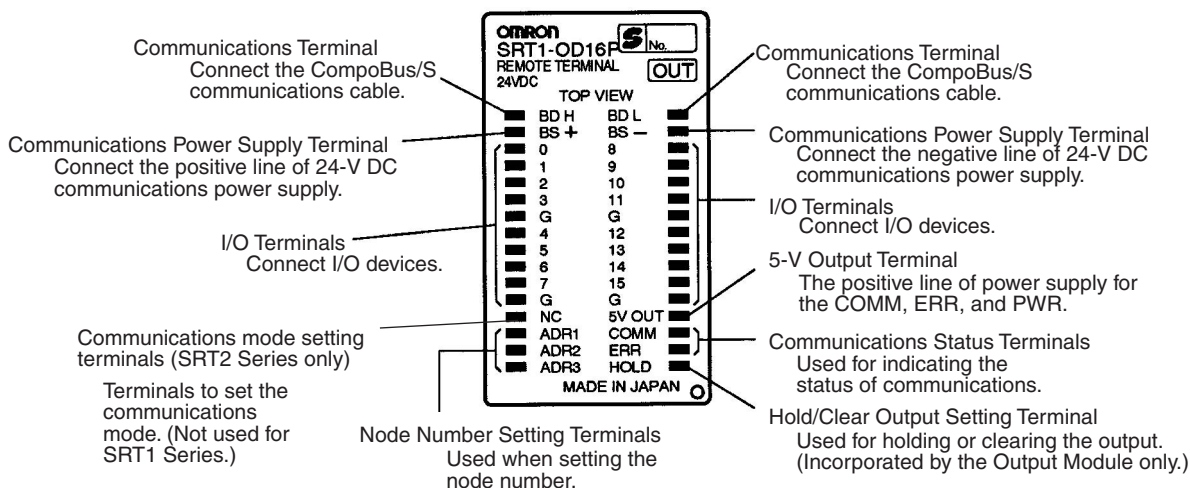 Communications Terminal
Connect the CompoBus/S
communications cable.
Communications Power Supply Terminal
Connect the positive line of 24-V DC
communications power supply.
I/O Terminals
Connect I/O devices.
Communications mode setting
terminals (SRT2 Series only)
Terminals to set the
communications
mode. (Not used for
SRT1 Series.)
Node Number Setting Terminals
Used when setting the
node number.
OMRON
SRT1-OD16P
S No.
REMOTE TERMINAL
24VDC
OUT
TOP VIEW
BD H BD L
BS + BS −
0 8
1 9
2 10
3 11
G G
4 12
5 13
6 14
7 15
G G
NC 5V OUT
ADR1 COMM
ADR2 ERR
ADR3 HOLD
MADE IN JAPAN
Communications Terminal
Connect the CompoBus/S
communications cable.
Communications Power Supply Terminal
Connect the negative line of 24-V DC
communications power supply.
I/O Terminals
Connect I/O devices.
5-V Output Terminal
The positive line of power supply for
the COMM, ERR, and PWR.
Communications Status Terminals
Used for indicating the
status of communications.
Hold/Clear Output Setting Terminal
Used for holding or clearing the output.
(Incorporated by the Output Module only.)